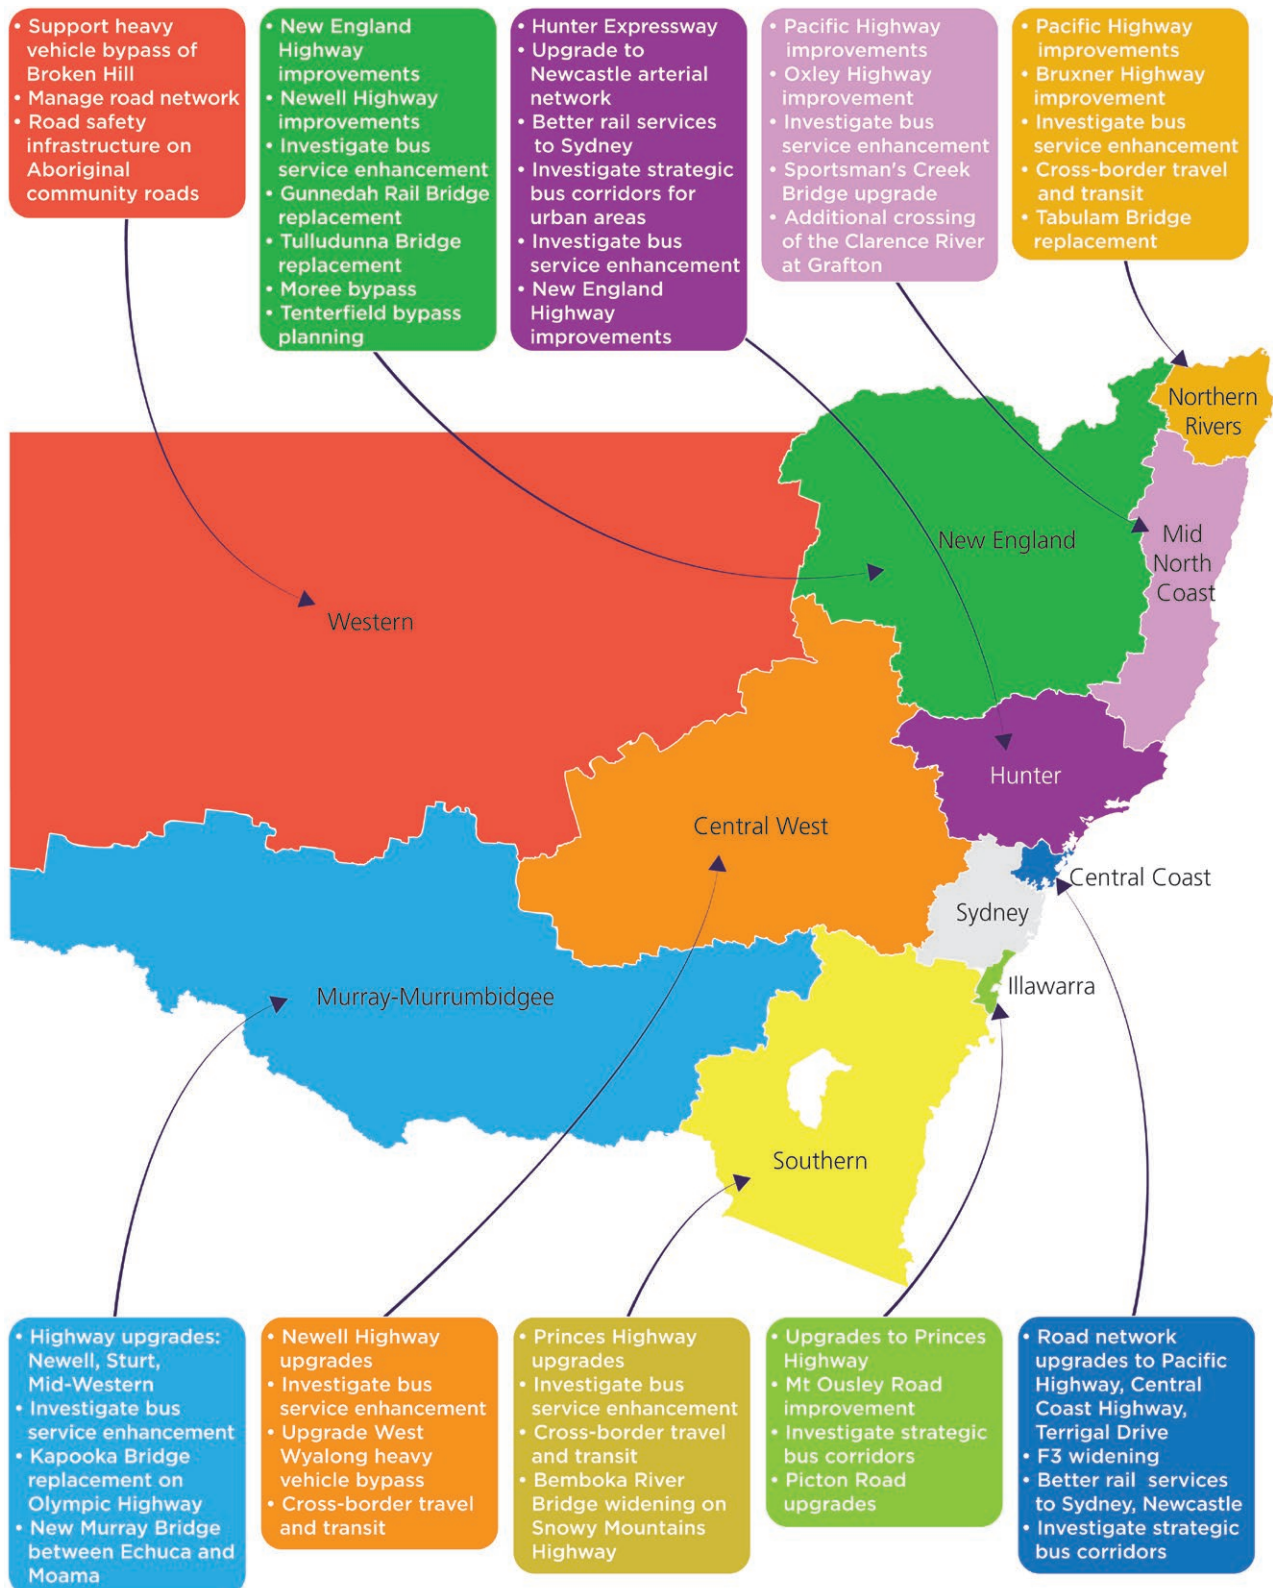 • Support heavy
vehicle bypass of
Broken Hill
• Manage road network
• Road safety
infrastructure on
Aboriginal
community roads
• New England
Highway
improvements
• Newell Highway
improvements
• Investigate bus
service enhancement
• Gunnedah Rail Bridge
replacement
• Tulludunna Bridge
replacement
• Moree bypass
• Tenterfield bypass
planning
• Hunter Expressway
• Upgrade to
Newcastle arterial
network
• Better rail services
to Sydney
• Investigate strategic
bus corridors for
urban areas
• Investigate bus
service enhancement
• New England
Highway
improvements
• Pacific Highway
improvements
• Oxley Highway
improvement
• Investigate bus
service enhancement
• Sportsman's Creek
Bridge upgrade
• Additional crossing
of the Clarence River
at Grafton
• Pacific Highway
improvements
• Bruxner Highway
improvement
• Investigate bus
service enhancement
• Cross-border travel
and transit
• Tabulam Bridge
replacement
Northern
Rivers
New England
Mid
North
Coast
Western
Hunter
Central West
Central Coast
Sydney
Illawarra
Murray-Murrumbidgee
Southern
• Highway upgrades:
Newell, Sturt,
Mid-Western
• Investigate bus
service enhancement
• Kapooka Bridge
replacement on
Olympic Highway
• New Murray Bridge
between Echuca and
Moama
• Newell Highway
upgrades
• Investigate bus
service enhancement
• Upgrade West
Wyalong heavy
vehicle bypass
• Cross-border travel
and transit
• Princes Highway
upgrades
• Investigate bus
service enhancement
• Cross-border travel
and transit
• Bemboka River
Bridge widening on
Snowy Mountains
Highway
• Upgrades to Princes
Highway
• Mt Ousley Road
improvement
• Investigate strategic
bus corridors
• Picton Road
upgrades
• Road network
upgrades to Pacific
Highway, Central
Coast Highway,
Terrigal Drive
• F3 widening
• Better rail services
to Sydney, Newcastle
• Investigate strategic
bus corridors